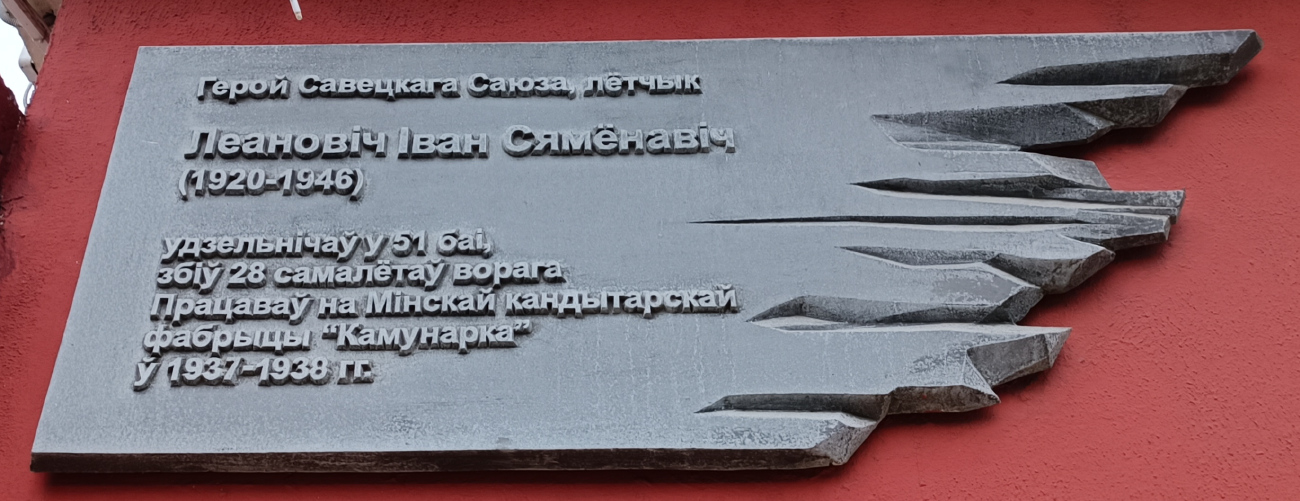 Герой Савецкага Саюза, лётчык
Леановіч Іван Сямёнавіч
(1920-1946)
удзельнічаў у 51 баі,
збіў 28 самалётаў ворага
Працаваў на Мінскай кандытарскай
фабрыцы “Камунарка”
ў 1937-1938 гг.